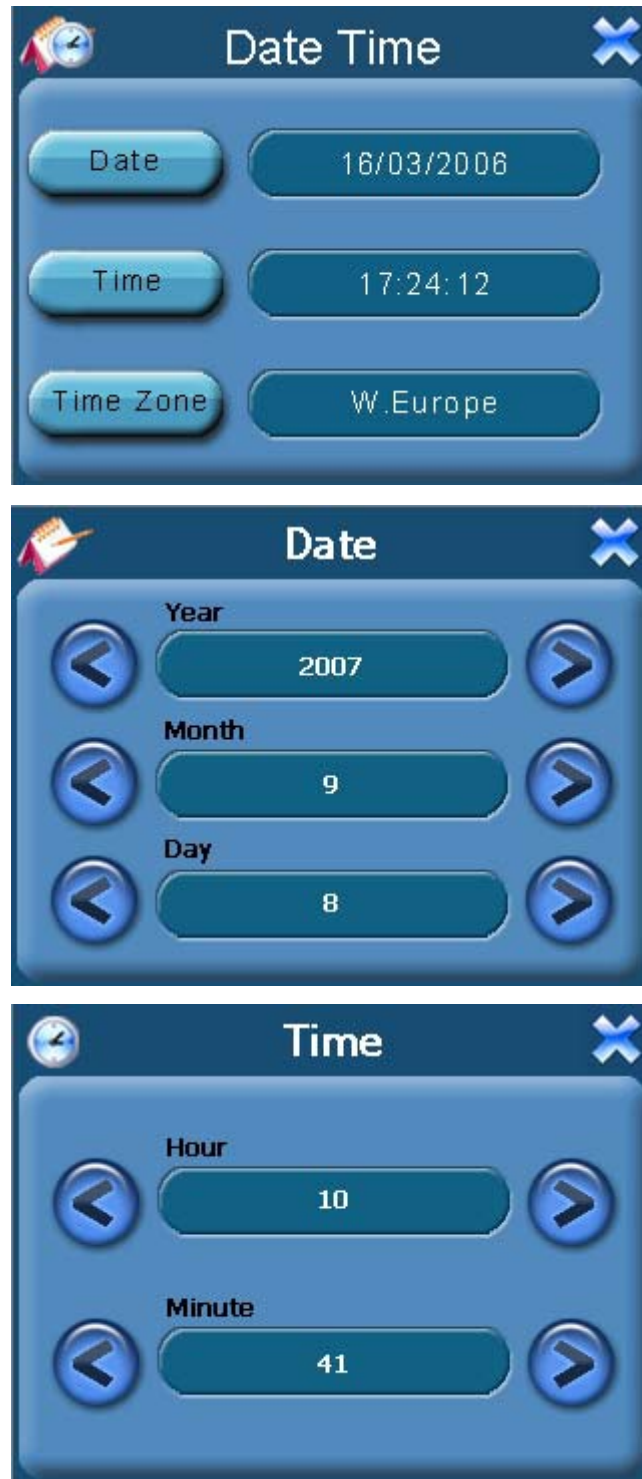 Date Time
Date 16/03/2006
Time 17:24:12
Time Zone W.Europe
Date
Year
2007
Month
9
Day
8
Time
Hour
10
Minute
41